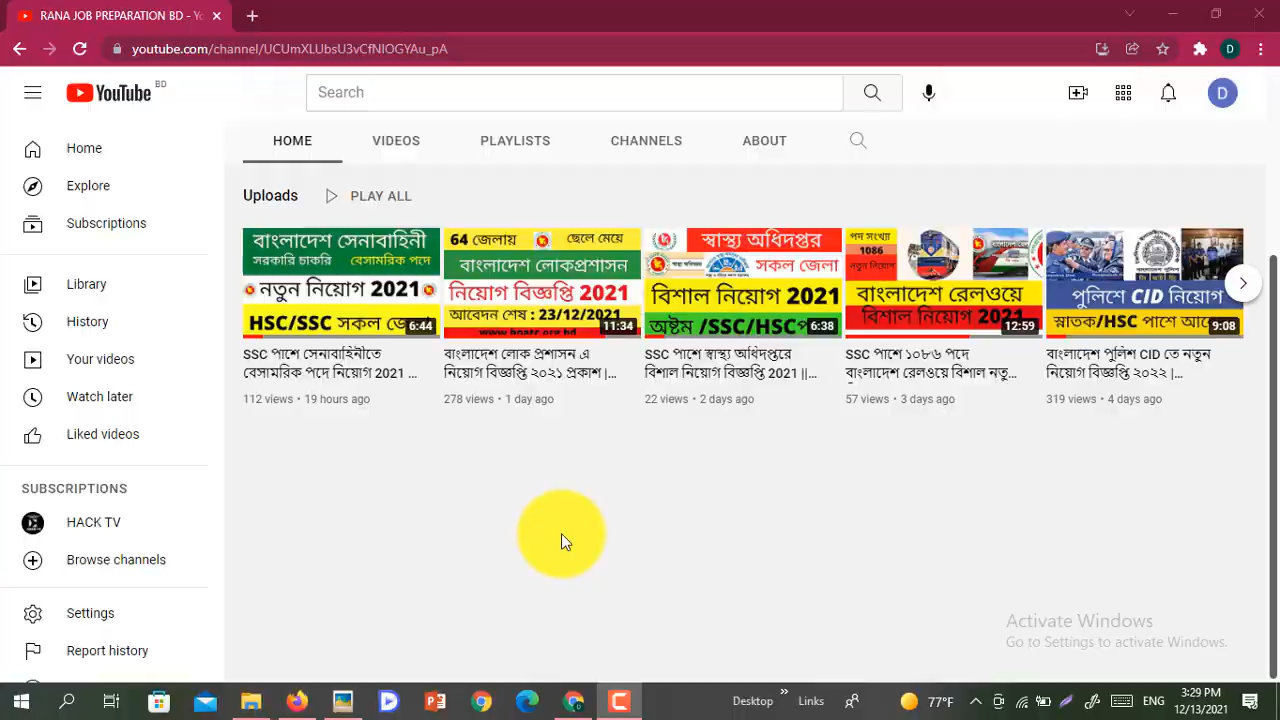 RANA JOB PREPARATION BD - Yo
youtube.com/channel/UCUmXLUbsU3vCfNlOGYAu_pA
D
YouTube BD
Search
D
HOME
VIDEOS
PLAYLISTS
CHANNELS
ABOUT
Home
Explore
Subscriptions
Library
History
Your videos
Watch later
Liked videos
SUBSCRIPTIONS
HACK TV
Browse channels
Settings
Report history
Uploads
PLAY ALL
বাংলাদেশ সেনাবাহিনী
সরকারি চাকরি বেসামরিক পদে
নতুন নিয়োগ 2021
HSC/SSC সকল
6:44
SSC পাশে সেনাবাহিনীতে
বেসামরিক পদে নিয়োগ 2021 ...
112 views • 19 hours ago
64 জেলায় ছেলে মেয়ে
বাংলাদেশ লোকপ্রশাসন
নিয়োগ বিজ্ঞপ্তি 2021
আবেদন শেষ : 23/12/2021
www.bpatc.org.bd
11:34
বাংলাদেশ লোক প্রশাসন এ
নিয়োগ বিজ্ঞপ্তি ২০২১ প্রকাশ |...
278 views • 1 day ago
স্বাস্থ্য অধিদপ্তর
সকল জেলা
বিশাল নিয়োগ 2021
অষ্টম /SSC/HSC
6:38
SSC পাশে স্বাস্থ্য অধিদপ্তরে
বিশাল নিয়োগ বিজ্ঞপ্তি 2021 ||...
22 views • 2 days ago
পদ সংখ্যা
1086
নতুন নিয়োগ
বাংলাদেশ রেলওয়ে
বিশাল নিয়োগ 2021
12:59
SSC পাশে ১০৮৬ পদে
বাংলাদেশ রেলওয়ে বিশাল নতু...
57 views • 3 days ago
পুলিশে CID নিয়োগ
স্নাতক/HSC পাশে
9:08
বাংলাদেশ পুলিশ CID তে নতুন
নিয়োগ বিজ্ঞপ্তি ২০২২ |...
319 views • 4 days ago
Activate Windows
Go to Settings to activate Windows.
Desktop
Links
77°F
ENG
3:29 PM
12/13/2021